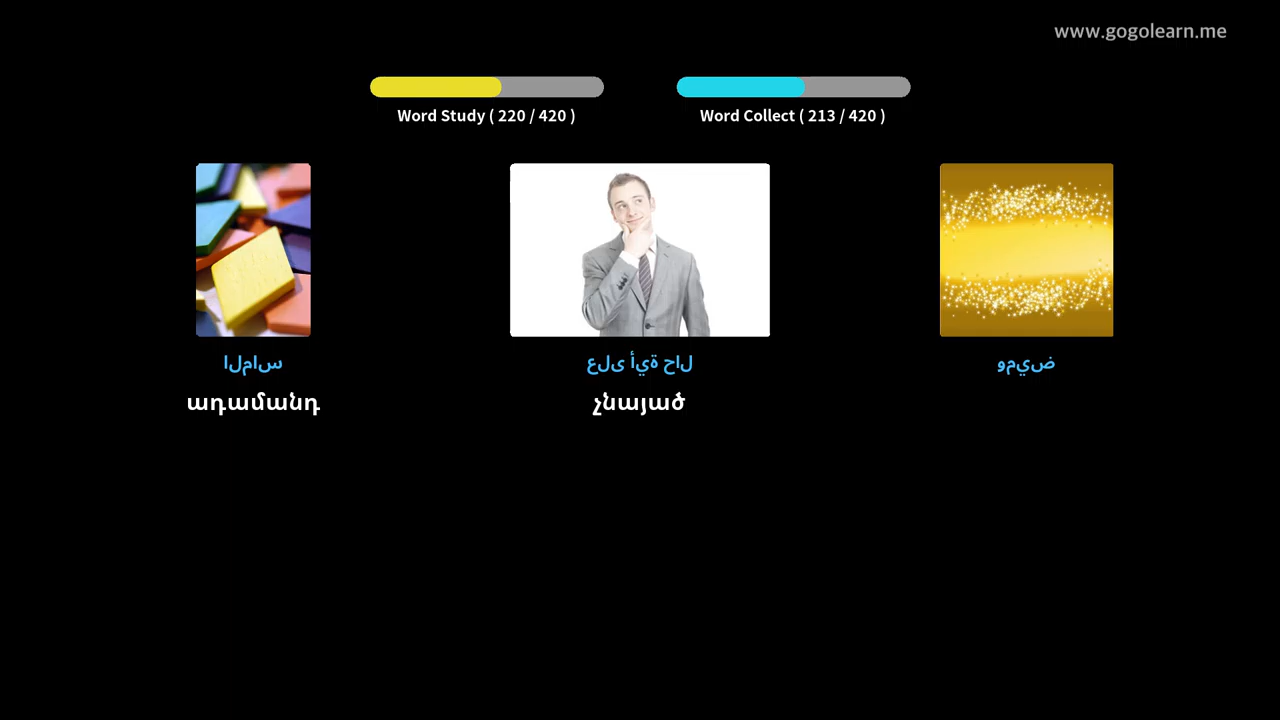 www.gogolearn.me
Word Study ( 220 / 420 )
Word Collect ( 213 / 420 )
الماس
على أية حال
وميض
ադամանդ
չնայած